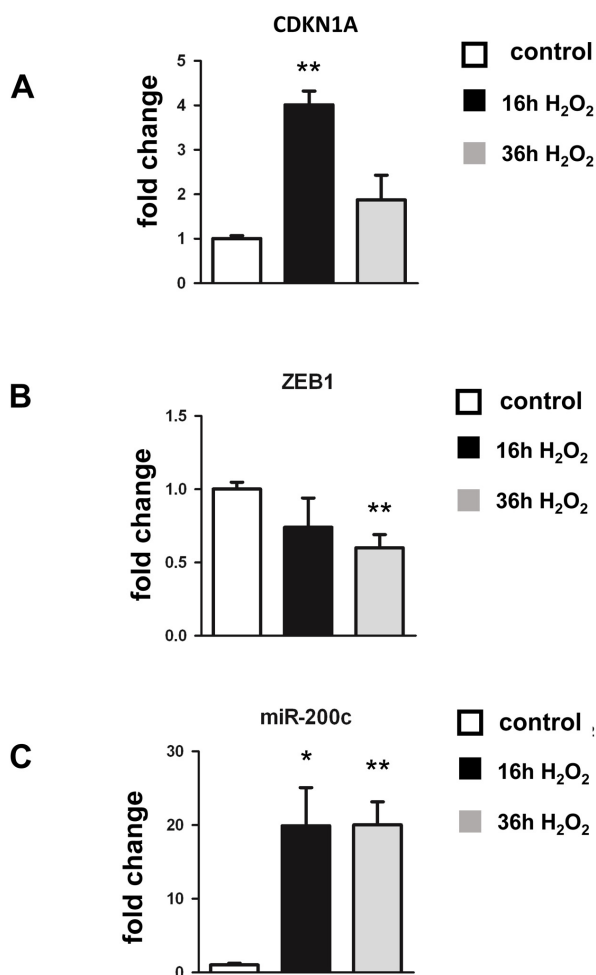 CDKN1A
A
fold change
5
4
3
2
1
0
**
control
16h H₂O₂
36h H₂O₂
ZEB1
B
fold change
1.5
1.0
0.5
0.0
**
control
16h H₂O₂
36h H₂O₂
miR-200c
C
fold change
30
20
10
0
*
**
control
16h H₂O₂
36h H₂O₂